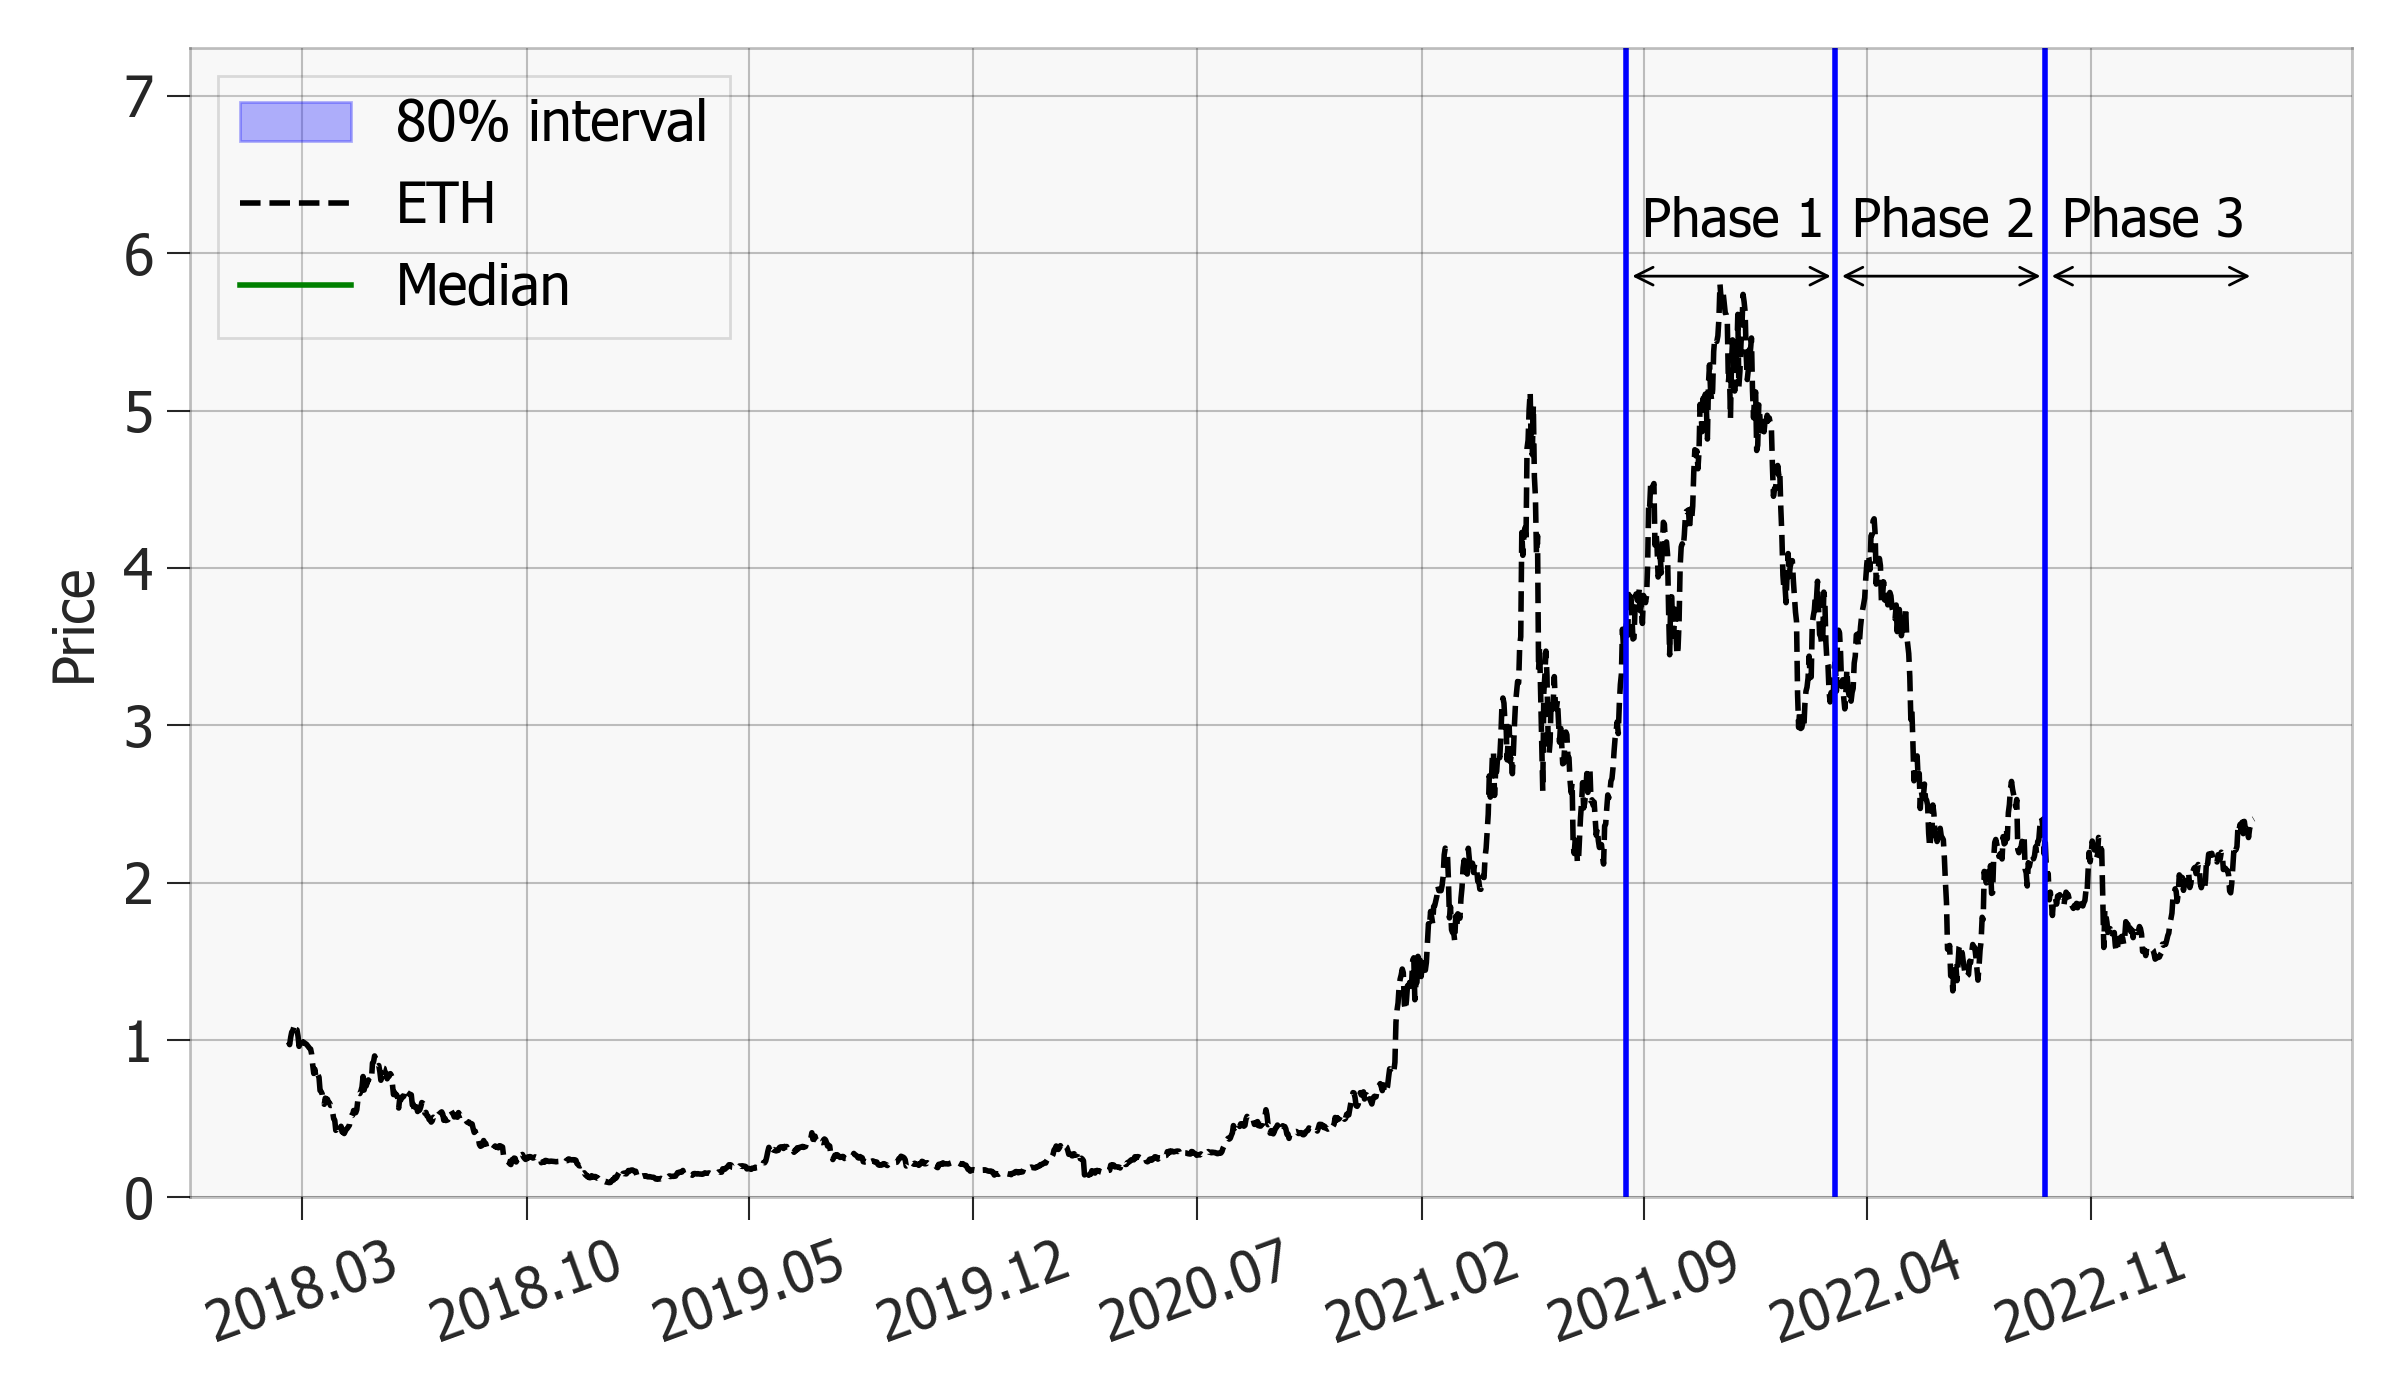 80% interval
ETH
Median
Phase 1
Phase 2
Phase 3
Price
7
6
5
4
3
2
1
0
2018.03
2018.10
2019.05
2019.12
2020.07
2021.02
2021.09
2022.04
2022.11